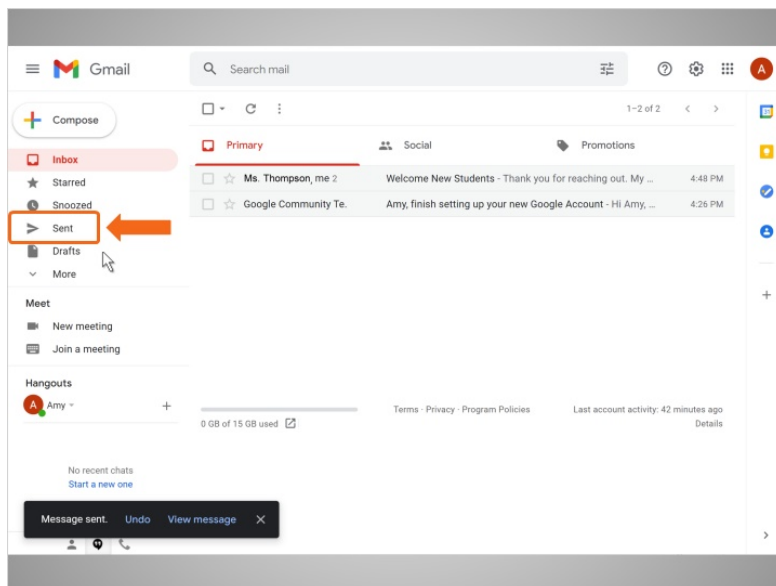 Gmail
Search mail
A
Compose
1–2 of 2
Primary
Social
Promotions
Inbox
Starred
Snoozed
Sent
Drafts
More
Ms. Thompson, me 2
Welcome New Students - Thank you for reaching out. My ...
4:48 PM
Google Community Te.
Amy, finish setting up your new Google Account - Hi Amy, ...
4:26 PM
Meet
New meeting
Join a meeting
Hangouts
A
Amy
0 GB of 15 GB used
Terms · Privacy · Program Policies
Last account activity: 42 minutes ago
Details
No recent chats
Start a new one
Message sent.
Undo
View message